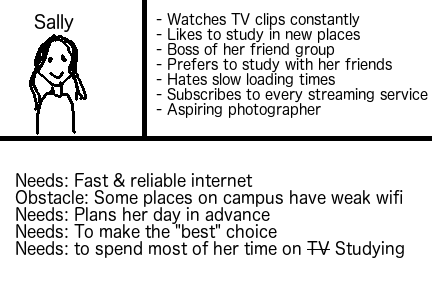 Sally
- Watches TV clips constantly
- Likes to study in new places
- Boss of her friend group
- Prefers to study with her friends
- Hates slow loading times
- Subscribes to every streaming service
- Aspiring photographer
Needs: Fast & reliable internet
Obstacle: Some places on campus have weak wifi
Needs: Plans her day in advance
Needs: To make the "best" choice
Needs: to spend most of her time on TV Studying